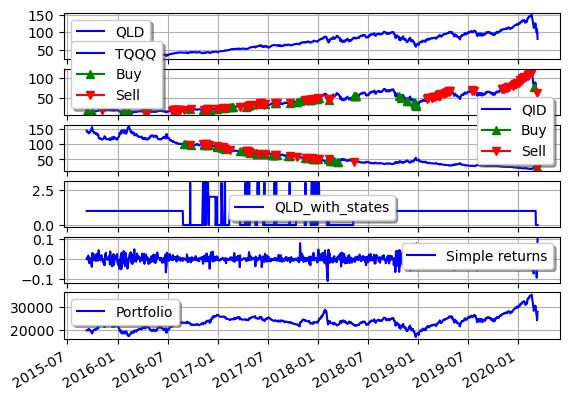 150
100
50
QLD
TQQQ
Buy
Sell
100
50
QID
Buy
Sell
150
100
50
2.5
0.0
QLD_with_states
0.1
0.0
−0.1
Simple returns
30000
20000
Portfolio
2015-07
2016-01
2016-07
2017-01
2017-07
2018-01
2018-07
2019-01
2019-07
2020-01